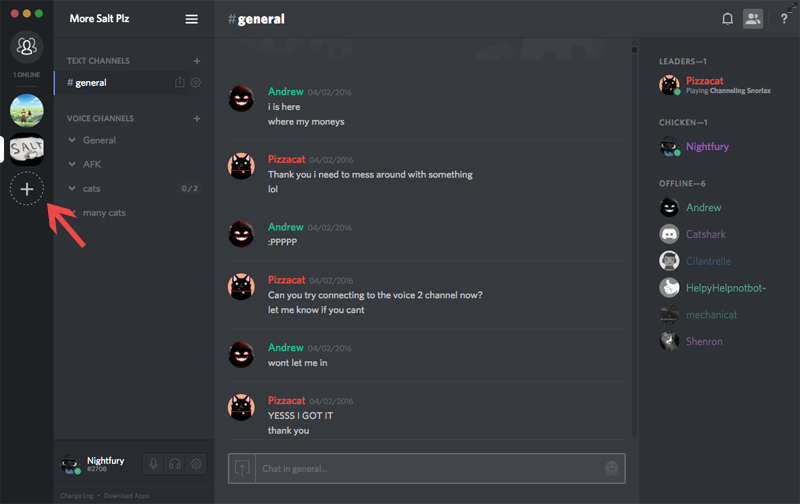 More Salt Plz
#general
?
1 ONLINE
SALT
TEXT CHANNELS
+
# general
VOICE CHANNELS
+
General
AFK
cats 0/2
many cats
Andrew 04/02/2016
i is here
where my moneys
Pizzacat 04/02/2016
Thank you i need to mess around with something
lol
Andrew 04/02/2016
:PPPPP
Pizzacat 04/02/2016
Can you try connecting to the voice 2 channel now?
let me know if you cant
Andrew 04/02/2016
wont let me in
Pizzacat 04/02/2016
YESSS I GOT IT
thank you
Chat in general...
LEADERS—1
Pizzacat
Playing Channeling Snorlax
CHICKEN—1
Nightfury
OFFLINE—6
Andrew
Catshark
Cilantrelle
HelpyHelpnotbot~
mechanicat
Shenron
Nightfury
#2708
Change Log • Download Apps